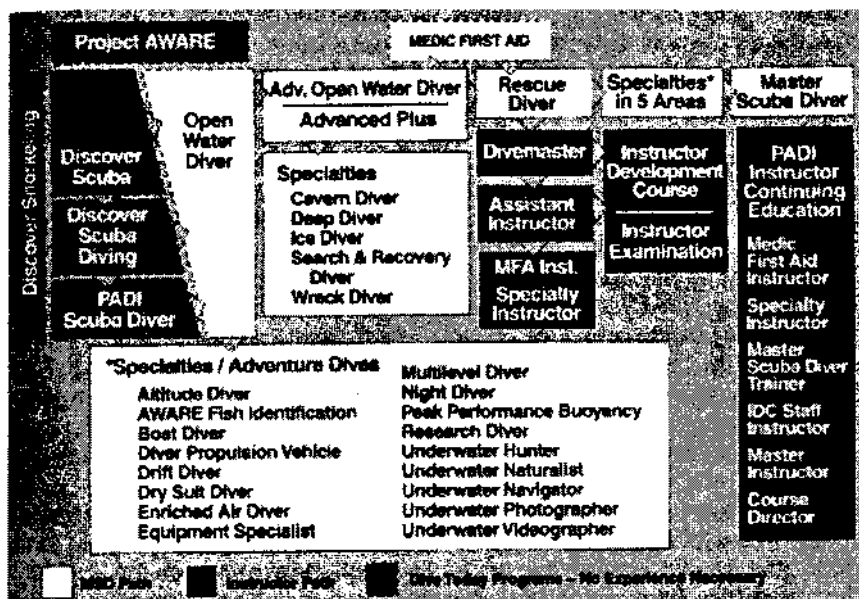 Project AWARE
MEDIC FIRST AID
Discover Snorkeling
Discover
Scuba
Discover
Scuba
Diving
PADI
Scuba Diver
Open
Water
Diver
Adv. Open Water Diver
Advanced Plus
Specialties
Cavern Diver
Deep Diver
Ice Diver
Search & Recovery
Diver
Wreck Diver
Rescue
Diver
Divemaster
Assistant
Instructor
MFA Inst.
Specialty
Instructor
Specialties*
in 5 Areas
Instructor
Development
Course
Instructor
Examination
Master
Scuba Diver
PADI
Instructor
Continuing
Education
Medic
First Aid
Instructor
Specialty
Instructor
Master
Scuba Diver
Trainer
IDC Staff
Instructor
Master
Instructor
Course
Director
*Specialties / Adventure Dives
Altitude Diver
AWARE Fish Identification
Boat Diver
Diver Propulsion Vehicle
Drift Diver
Dry Suit Diver
Enriched Air Diver
Equipment Specialist
Multilevel Diver
Night Diver
Peak Performance Buoyancy
Research Diver
Underwater Hunter
Underwater Naturalist
Underwater Navigator
Underwater Photographer
Underwater Videographer
MSD Path
Instructor Path
Dive Today Programs – No Experience Necessary